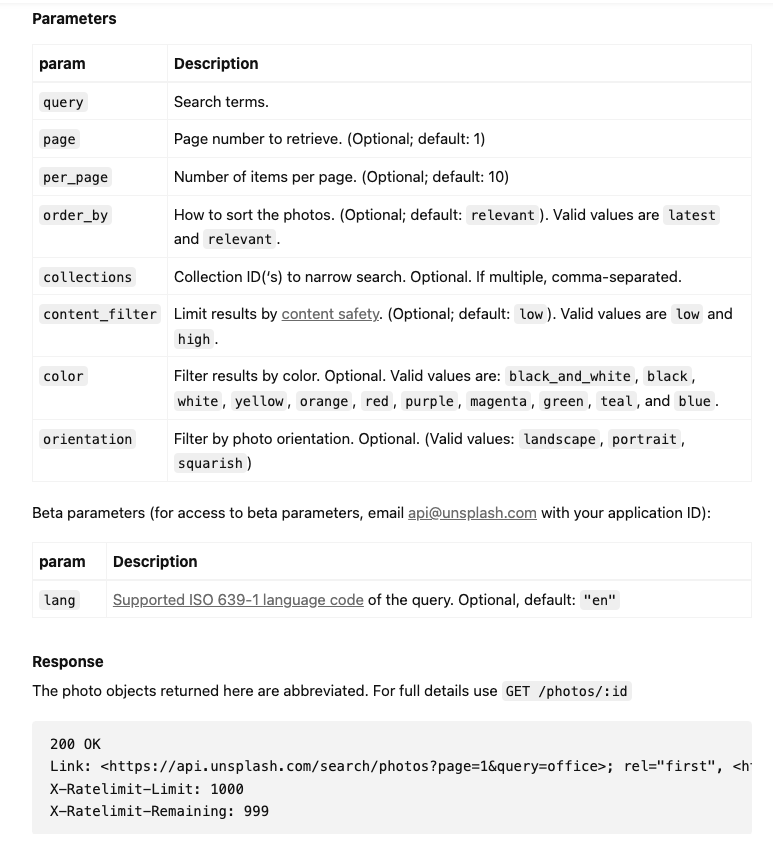 Parameters
param Description
query Search terms.
page Page number to retrieve. (Optional; default: 1)
per_page Number of items per page. (Optional; default: 10)
order_by How to sort the photos. (Optional; default: relevant). Valid values are latest
and relevant.
collections Collection ID(‘s) to narrow search. Optional. If multiple, comma-separated.
content_filter Limit results by content safety. (Optional; default: low). Valid values are low and
high.
color Filter results by color. Optional. Valid values are: black_and_white, black,
white, yellow, orange, red, purple, magenta, green, teal, and blue.
orientation Filter by photo orientation. Optional. (Valid values: landscape, portrait,
squarish)
Beta parameters (for access to beta parameters, email api@unsplash.com with your application ID):
param Description
lang Supported ISO 639-1 language code of the query. Optional, default: "en"
Response
The photo objects returned here are abbreviated. For full details use GET /photos/:id
200 OK
Link: <https://api.unsplash.com/search/photos?page=1&query=office>; rel="first", <h
X-Ratelimit-Limit: 1000
X-Ratelimit-Remaining: 999